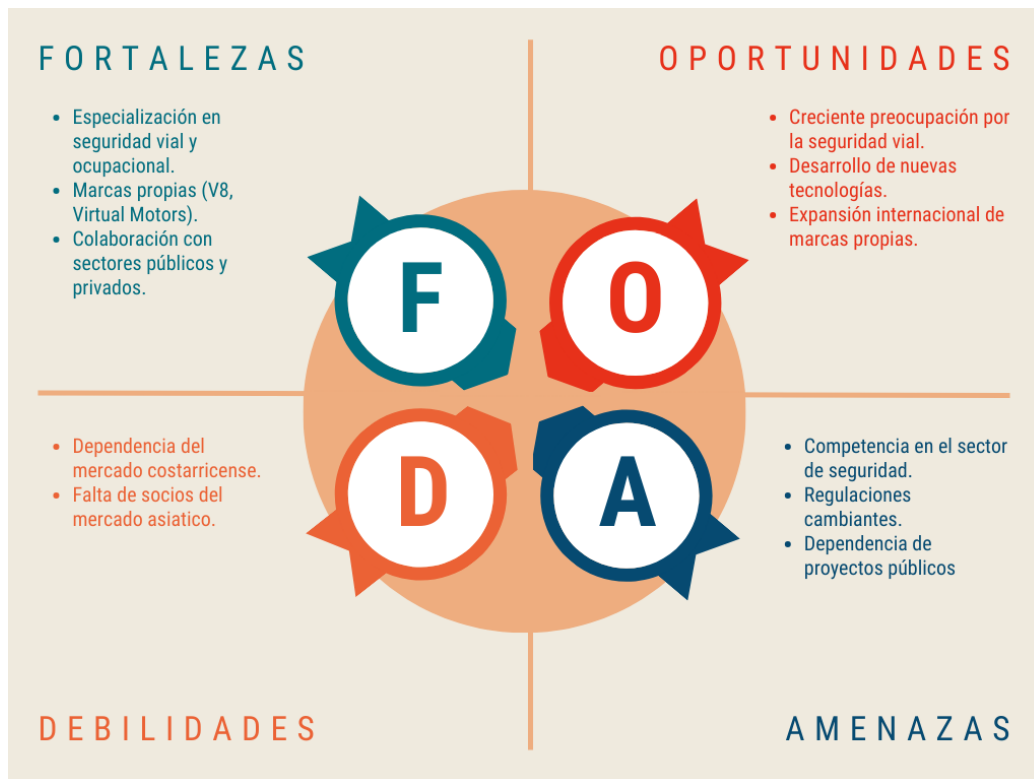 FORTALEZAS
• Especialización en
seguridad vial y
ocupacional.
• Marcas propias (V8,
Virtual Motors).
• Colaboración con
sectores públicos y
privados.
OPORTUNIDADES
• Creciente preocupación por
la seguridad vial.
• Desarrollo de nuevas
tecnologías.
• Expansión internacional de
marcas propias.
F
O
D
A
• Dependencia del
mercado costarricense.
• Falta de socios del
mercado asiatico.
DEBILIDADES
• Competencia en el sector
de seguridad.
• Regulaciones
cambiantes.
• Dependencia de
proyectos públicos
AMENAZAS